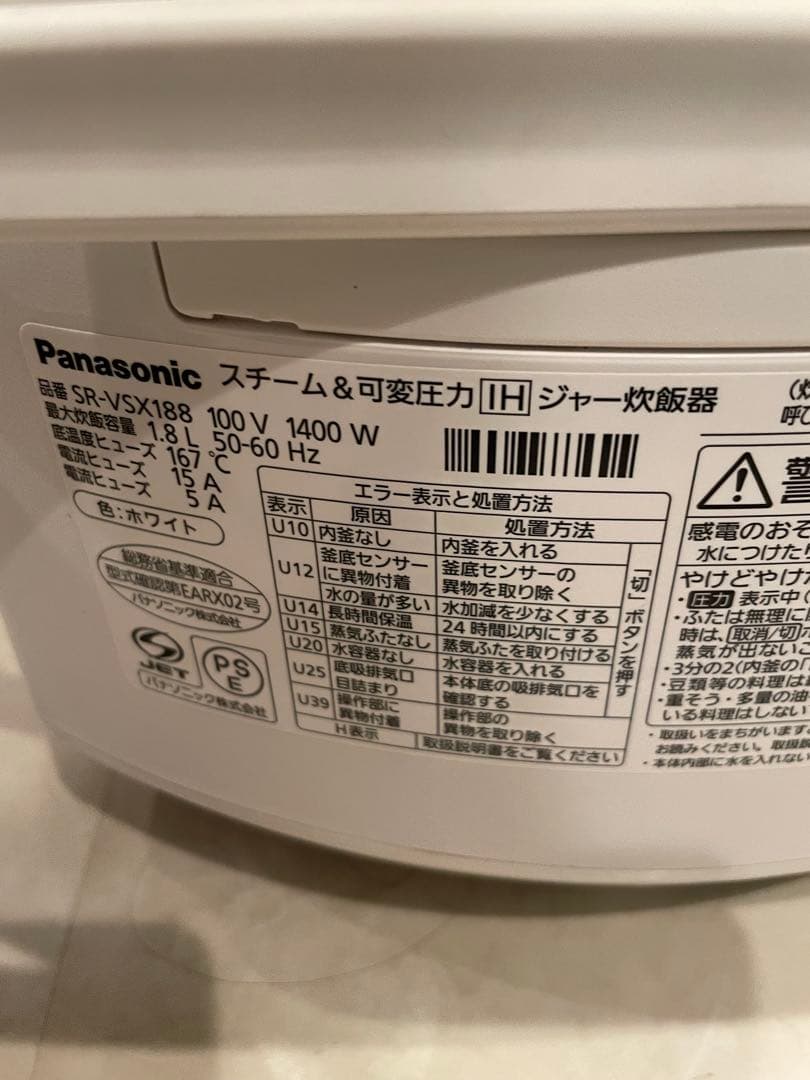 Panasonic スチーム&可変圧力 IH ジャー炊飯器
品番 SR-VSX188 100 V 1400 W
最大炊飯容量 1.8 L 50-60 Hz
底温度ヒューズ 167 ℃
電流ヒューズ 15 A
電流ヒューズ 5 A
色:ホワイト
総務省基準適合
型式確認第EARX02号
パナソニック株式会社
JET
PS
E
パナソニック株式会社
エラー表示と処置方法
表示 原因 処置方法
U10 内釜なし 内釜を入れる
U12 釜底センサーに異物付着 釜底センサーの異物を取り除く
水の量が多い 水加減を少なくする
U14 長時間保温 24時間以内にする
U15 蒸気ふたなし 蒸気ふたを取り付ける
U20 水容器なし 水容器を入れる
U25 底吸排気口目詰まり 本体底の吸排気口を確認する
U39 操作部に異物付着 操作部の異物を取り除く
「切」ボタンを押す
H表示 取扱説明書をご覧ください
呼び
感電のおそ
水につけたり
やけどやけが
・圧力 表示中(
・ふたは無理に
時は、取消/切ボ
蒸気が出ないこ
・3分の2(内釜の「
・豆類等の料理は
・重そう・多量の油
いる料理はしない
・取扱いをまちがいます
お読みください。取扱説
・本体内部に水を入れない